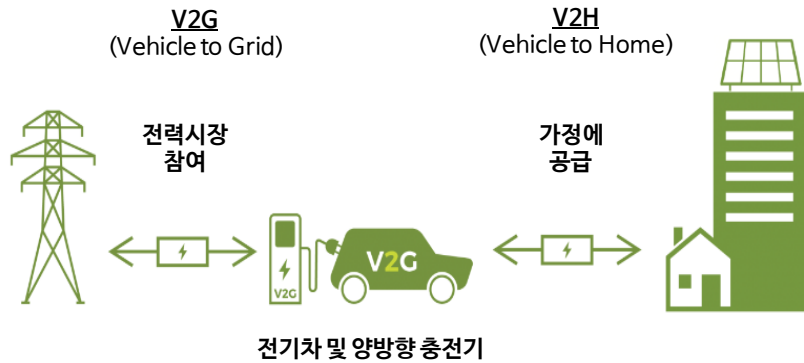 V2G
(Vehicle to Grid)
V2H
(Vehicle to Home)
전력시장
참여
가정에
공급
V2G
V2G
전기차 및 양방향 충전기